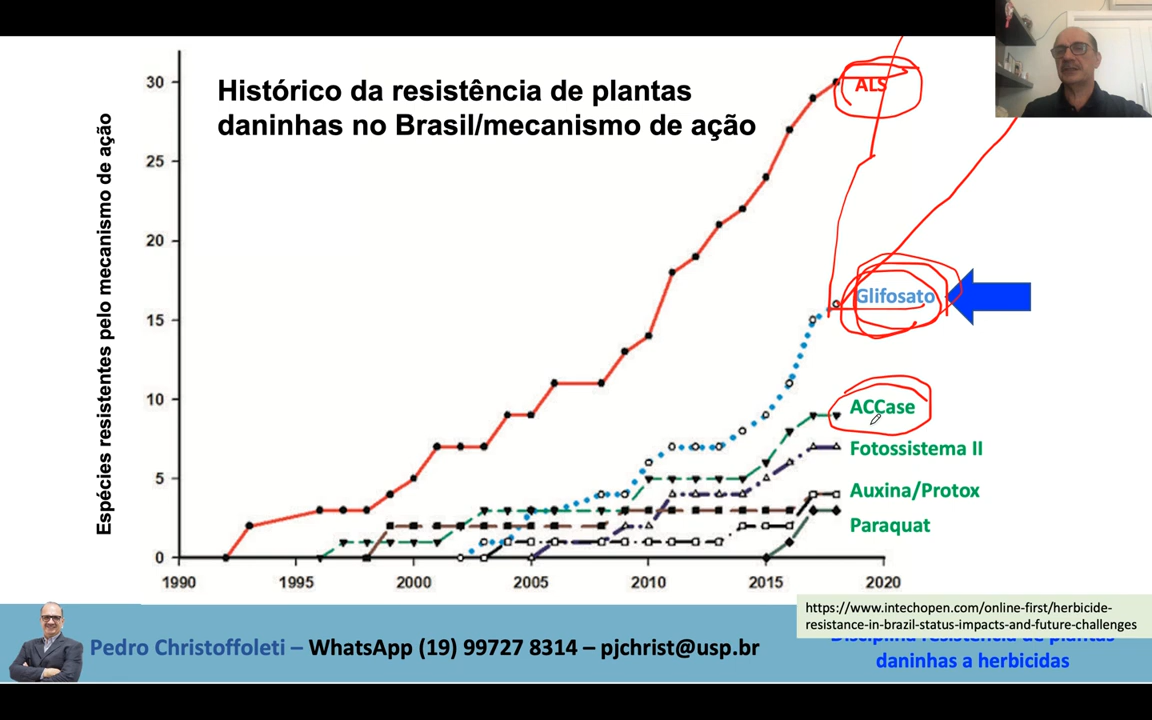 Histórico da resistência de plantas
daninhas no Brasil/mecanismo de ação
Espécies resistentes pelo mecanismo de ação
30
25
20
15
10
5
0
1990 1995 2000 2005 2010 2015 2020
ALS
Glifosato
ACCase
Fotossistema II
Auxina/Protox
Paraquat
https://www.intechopen.com/online-first/herbicide-
resistance-in-brazil-status-impacts-and-future-challenges
Pedro Christoffoleti – WhatsApp (19) 99727 8314 – pjchrist@usp.br
Disciplina resistência de plantas
daninhas a herbicidas